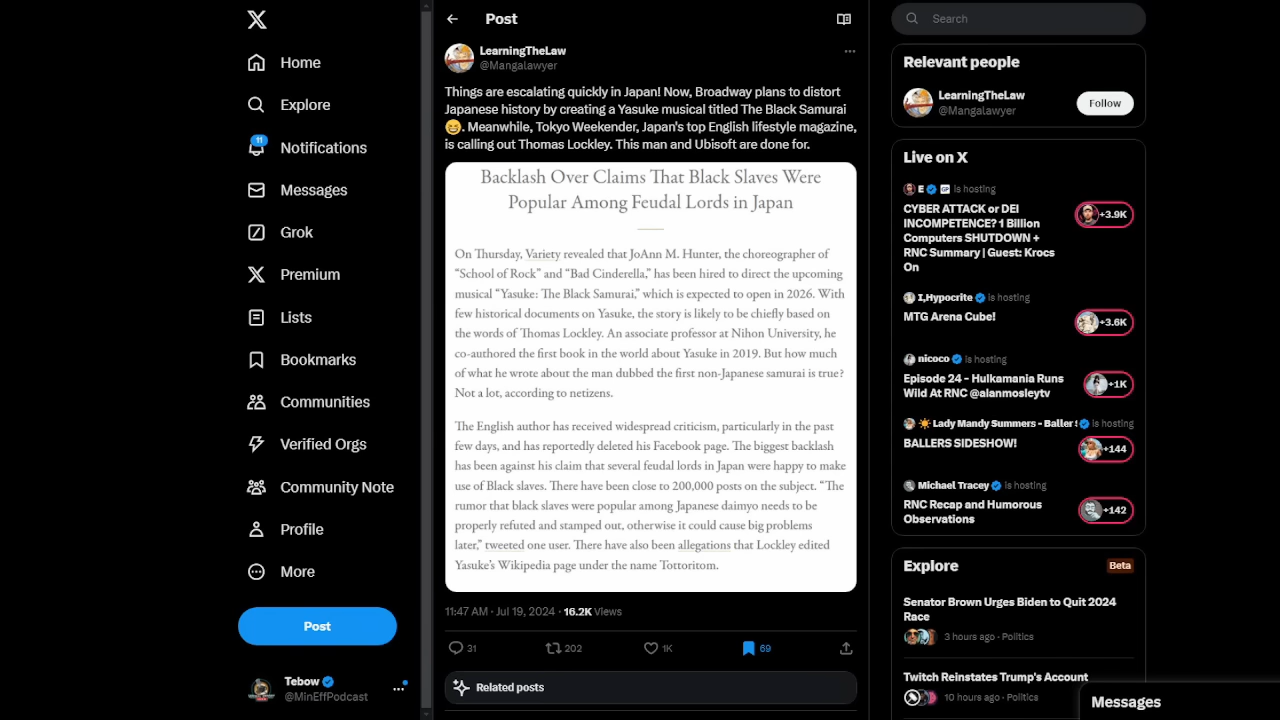 Home
Explore
11
Notifications
Messages
Grok
Premium
Lists
Bookmarks
Communities
Verified Orgs
Community Note
Profile
More
Post
Tebow
@MinEffPodcast
Post
LearningTheLaw
@Mangalawyer
Things are escalating quickly in Japan! Now, Broadway plans to distort
Japanese history by creating a Yasuke musical titled The Black Samurai
😄. Meanwhile, Tokyo Weekender, Japan's top English lifestyle magazine,
is calling out Thomas Lockley. This man and Ubisoft are done for.
Backlash Over Claims That Black Slaves Were
Popular Among Feudal Lords in Japan
On Thursday, Variety revealed that JoAnn M. Hunter, the choreographer of
“School of Rock” and “Bad Cinderella,” has been hired to direct the upcoming
musical “Yasuke: The Black Samurai,” which is expected to open in 2026. With
few historical documents on Yasuke, the story is likely to be chiefly based on
the words of Thomas Lockley. An associate professor at Nihon University, he
co-authored the first book in the world about Yasuke in 2019. But how much
of what he wrote about the man dubbed the first non-Japanese samurai is true?
Not a lot, according to netizens.
The English author has received widespread criticism, particularly in the past
few days, and has reportedly deleted his Facebook page. The biggest backlash
has been against his claim that several feudal lords in Japan were happy to make
use of Black slaves. There have been close to 200,000 posts on the subject. “The
rumor that black slaves were popular among Japanese daimyo needs to be
properly refuted and stamped out, otherwise it could cause big problems
later,” tweeted one user. There have also been allegations that Lockley edited
Yasuke’s Wikipedia page under the name Tottoritom.
11:47 AM · Jul 19, 2024 · 16.2K Views
31 202 1K 69
Related posts
Search
Relevant people
LearningTheLaw
@Mangalawyer
Follow
Live on X
E is hosting
CYBER ATTACK or DEI
INCOMPETENCE? 1 Billion
Computers SHUTDOWN +
RNC Summary | Guest: Krocs
On
+3.9K
I,Hypocrite is hosting
MTG Arena Cube!
+3.6K
nicoco is hosting
Episode 24 - Hulkamania Runs
Wild At RNC @alanmosleytv
+1K
☀️ Lady Mandy Summers - Baller is hosting
BALLERS SIDESHOW!
+144
Michael Tracey is hosting
RNC Recap and Humorous
Observations
+142
Explore
Beta
Senator Brown Urges Biden to Quit 2024
Race
3 hours ago · Politics
Twitch Reinstates Trump's Account
10 hours ago · Politics
Messages